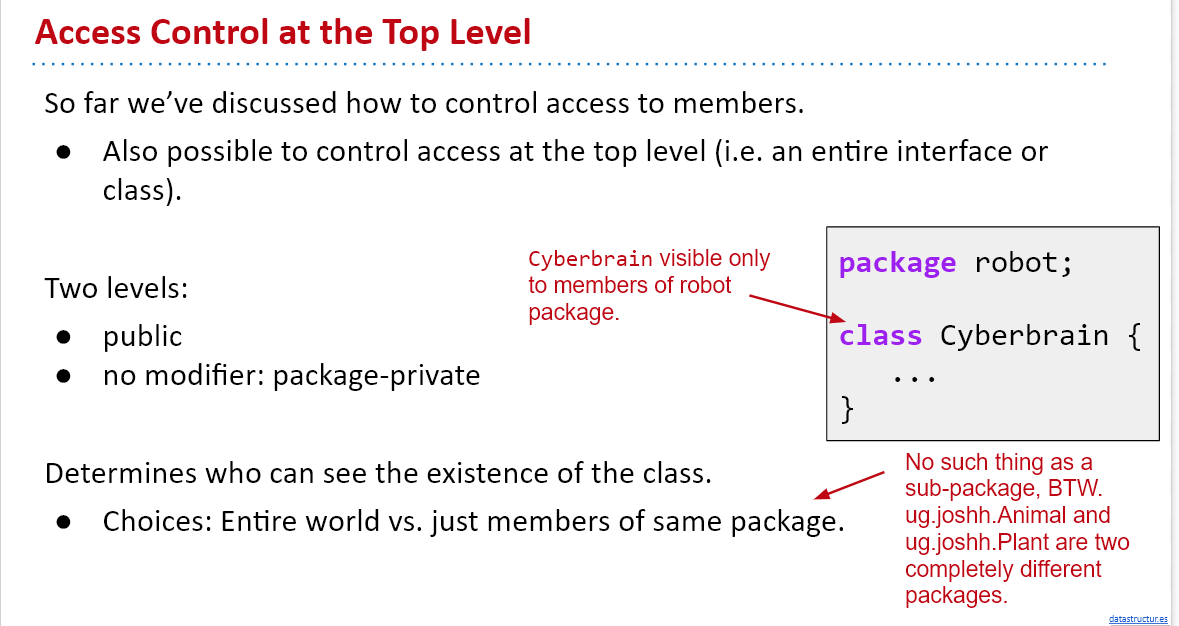 Access Control at the Top Level
So far we’ve discussed how to control access to members.
● Also possible to control access at the top level (i.e. an entire interface or
class).
Two levels:
● public
● no modifier: package-private
Cyberbrain visible only
to members of robot
package.
package robot;
class Cyberbrain {
...
}
Determines who can see the existence of the class.
● Choices: Entire world vs. just members of same package.
No such thing as a
sub-package, BTW.
ug.joshh.Animal and
ug.joshh.Plant are two
completely different
packages.
datastructur.es